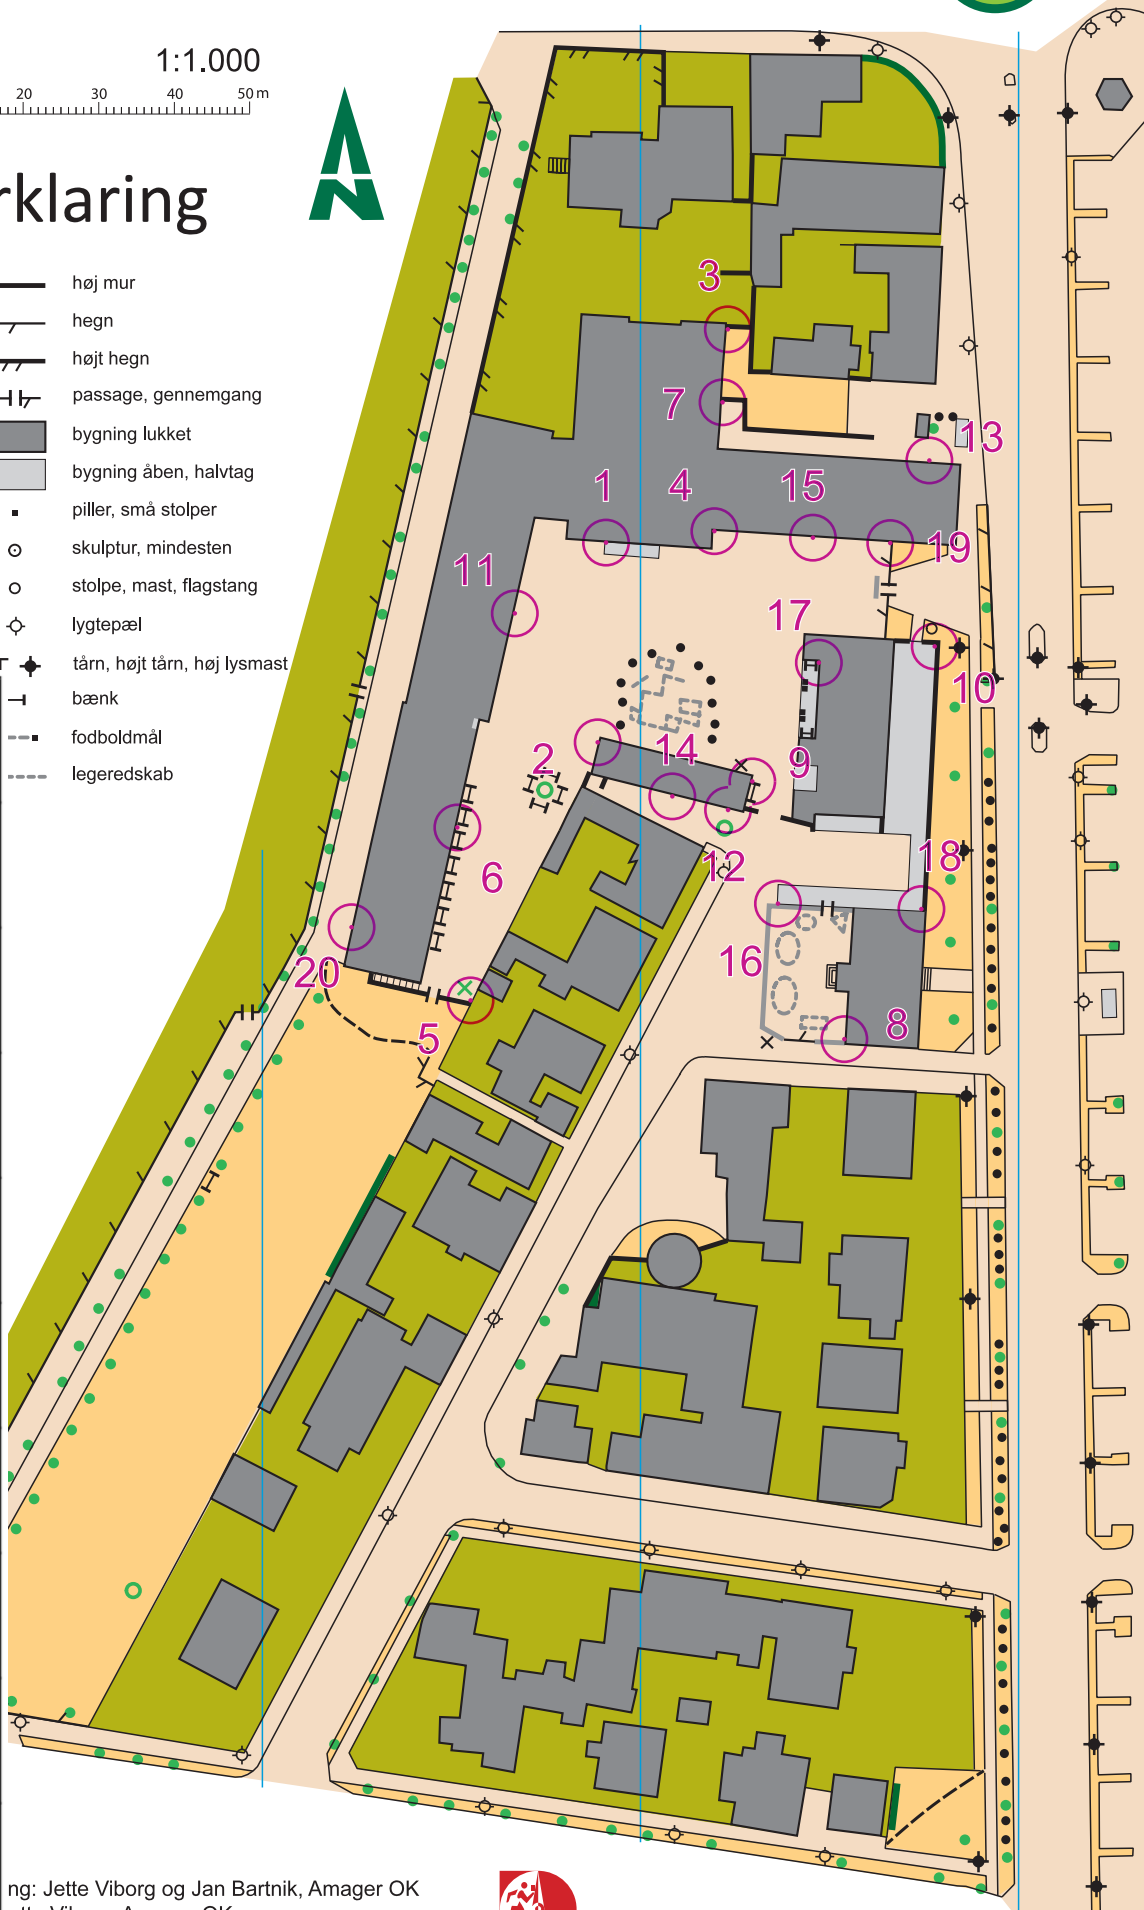 1:1.000
20 30 40 50 m
rklaring
høj mur
hegn
højt hegn
passage, gennemgang
bygning lukket
bygning åben, halvtag
piller, små stolper
skulptur, mindesten
stolpe, mast, flagstang
lygtepæl
tårn, højt tårn, høj lysmast
bænk
fodboldmål
legeredskab
3
7
13
1
4
15
19
11
17
10
2
14
9
6
12
18
20
16
5
8
ng: Jette Viborg og Jan Bartnik, Amager OK